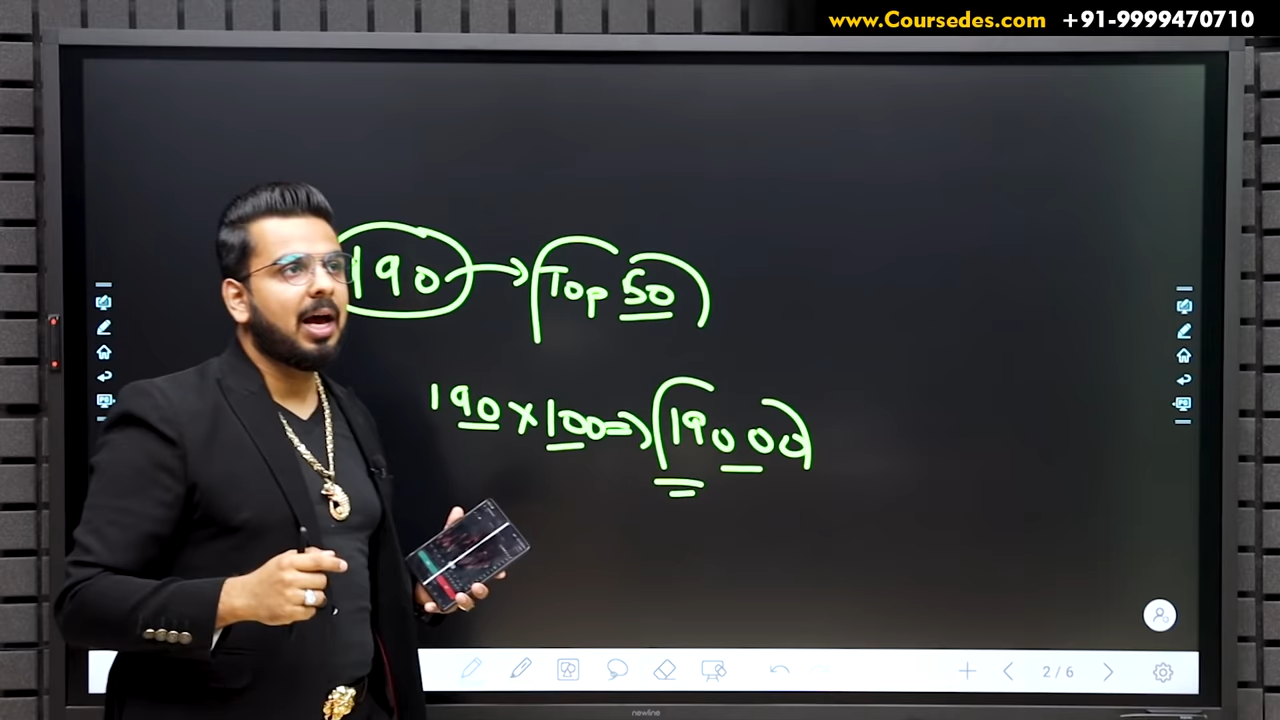 www.Coursedes.com +91-9999470710
190 → Top 50
190 × 100 ⇒ 19000
2/6
newline